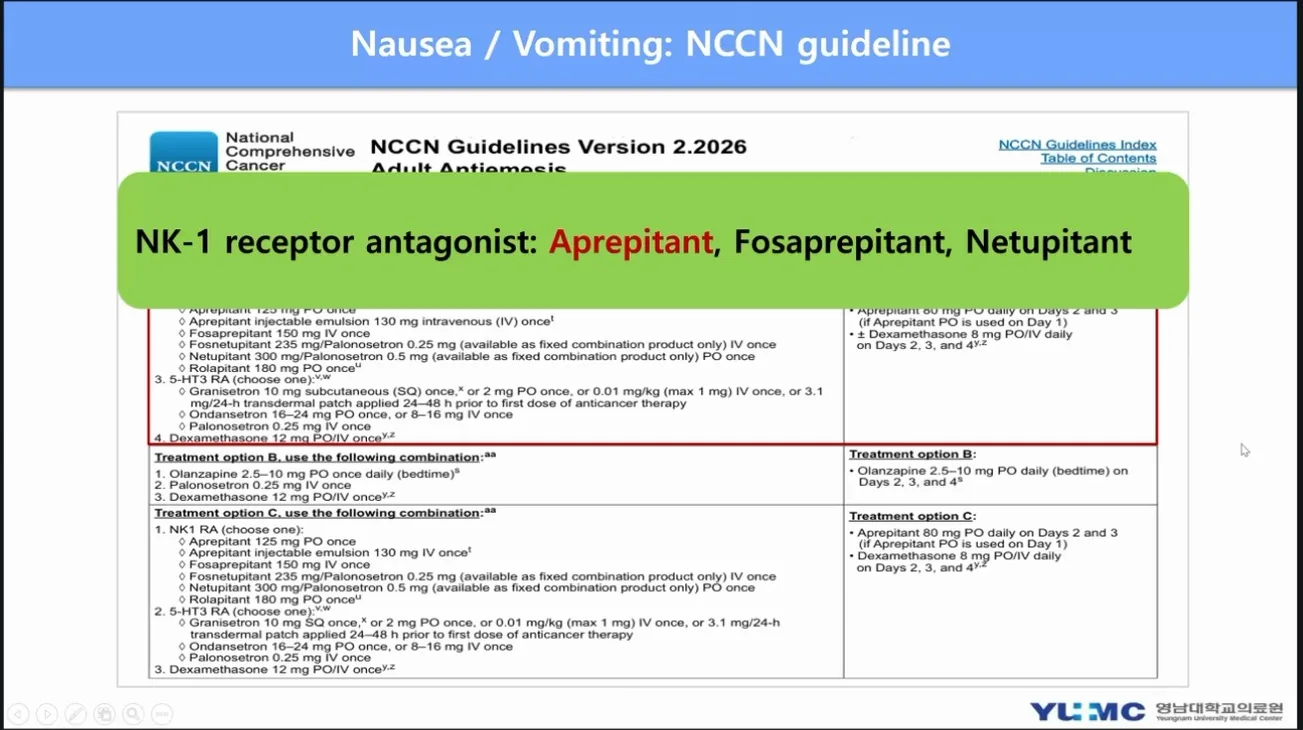 Nausea / Vomiting: NCCN guideline
NCCN
National
Comprehensive
Cancer
NCCN Guidelines Version 2.2026
Adult Antiemesis
NCCN Guidelines Index
Table of Contents
Discussion
NK-1 receptor antagonist: Aprepitant, Fosaprepitant, Netupitant
◊ Aprepitant 125 mg PO once
◊ Aprepitant injectable emulsion 130 mg intravenous (IV) onceᵗ
◊ Fosaprepitant 150 mg IV once
◊ Fosnetupitant 235 mg/Palonosetron 0.25 mg (available as fixed combination product only) IV once
◊ Netupitant 300 mg/Palonosetron 0.5 mg (available as fixed combination product only) PO once
◊ Rolapitant 180 mg PO onceᵘ
3. 5-HT3 RA (choose one):ᵛ,ʷ
◊ Granisetron 10 mg subcutaneous (SQ) once,ˣ or 2 mg PO once, or 0.01 mg/kg (max 1 mg) IV once, or 3.1
mg/24-h transdermal patch applied 24–48 h prior to first dose of anticancer therapy
◊ Ondansetron 16–24 mg PO once, or 8–16 mg IV once
◊ Palonosetron 0.25 mg IV once
4. Dexamethasone 12 mg PO/IV onceʸ,ᶻ
• Aprepitant 80 mg PO daily on Days 2 and 3
(if Aprepitant PO is used on Day 1)
• ± Dexamethasone 8 mg PO/IV daily
on Days 2, 3, and 4ʸ,ᶻ
Treatment option B, use the following combination:ᵃᵃ
1. Olanzapine 2.5–10 mg PO once daily (bedtime)ˢ
2. Palonosetron 0.25 mg IV once
3. Dexamethasone 12 mg PO/IV onceʸ,ᶻ
Treatment option B:
• Olanzapine 2.5–10 mg PO daily (bedtime) on
Days 2, 3, and 4ˢ
Treatment option C, use the following combination:ᵃᵃ
1. NK1 RA (choose one):
◊ Aprepitant 125 mg PO once
◊ Aprepitant injectable emulsion 130 mg IV onceᵗ
◊ Fosaprepitant 150 mg IV once
◊ Fosnetupitant 235 mg/Palonosetron 0.25 mg (available as fixed combination product only) IV once
◊ Netupitant 300 mg/Palonosetron 0.5 mg (available as fixed combination product only) PO once
◊ Rolapitant 180 mg PO onceᵘ
2. 5-HT3 RA (choose one):ᵛ,ʷ
◊ Granisetron 10 mg SQ once,ˣ or 2 mg PO once, or 0.01 mg/kg (max 1 mg) IV once, or 3.1 mg/24-h
transdermal patch applied 24–48 h prior to first dose of anticancer therapy
◊ Ondansetron 16–24 mg PO once, or 8–16 mg IV once
◊ Palonosetron 0.25 mg IV once
3. Dexamethasone 12 mg PO/IV onceʸ,ᶻ
Treatment option C:
• Aprepitant 80 mg PO daily on Days 2 and 3
(if Aprepitant PO is used on Day 1)
• Dexamethasone 8 mg PO/IV daily
on Days 2, 3, and 4ʸ,ᶻ
YUMC 영남대학교의료원
Yeungnam University Medical Center